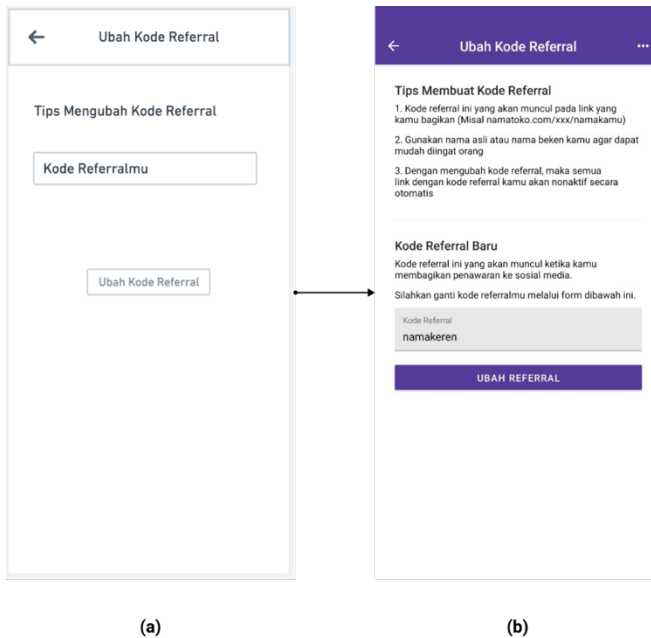 Ubah Kode Referral
Tips Mengubah Kode Referral
Kode Referralmu
Ubah Kode Referral
(a)
Ubah Kode Referral
Tips Membuat Kode Referral
1. Kode referral ini yang akan muncul pada link yang
kamu bagikan (Misal namatoko.com/xxx/namakamu)
2. Gunakan nama asli atau nama beken kamu agar dapat
mudah diingat orang
3. Dengan mengubah kode referral, maka semua
link dengan kode referral kamu akan nonaktif secara
otomatis
Kode Referral Baru
Kode referral ini yang akan muncul ketika kamu
membagikan penawaran ke sosial media.
Silahkan ganti kode referralmu melalui form dibawah ini.
Kode Referral
namakeren
UBAH REFERRAL
(b)